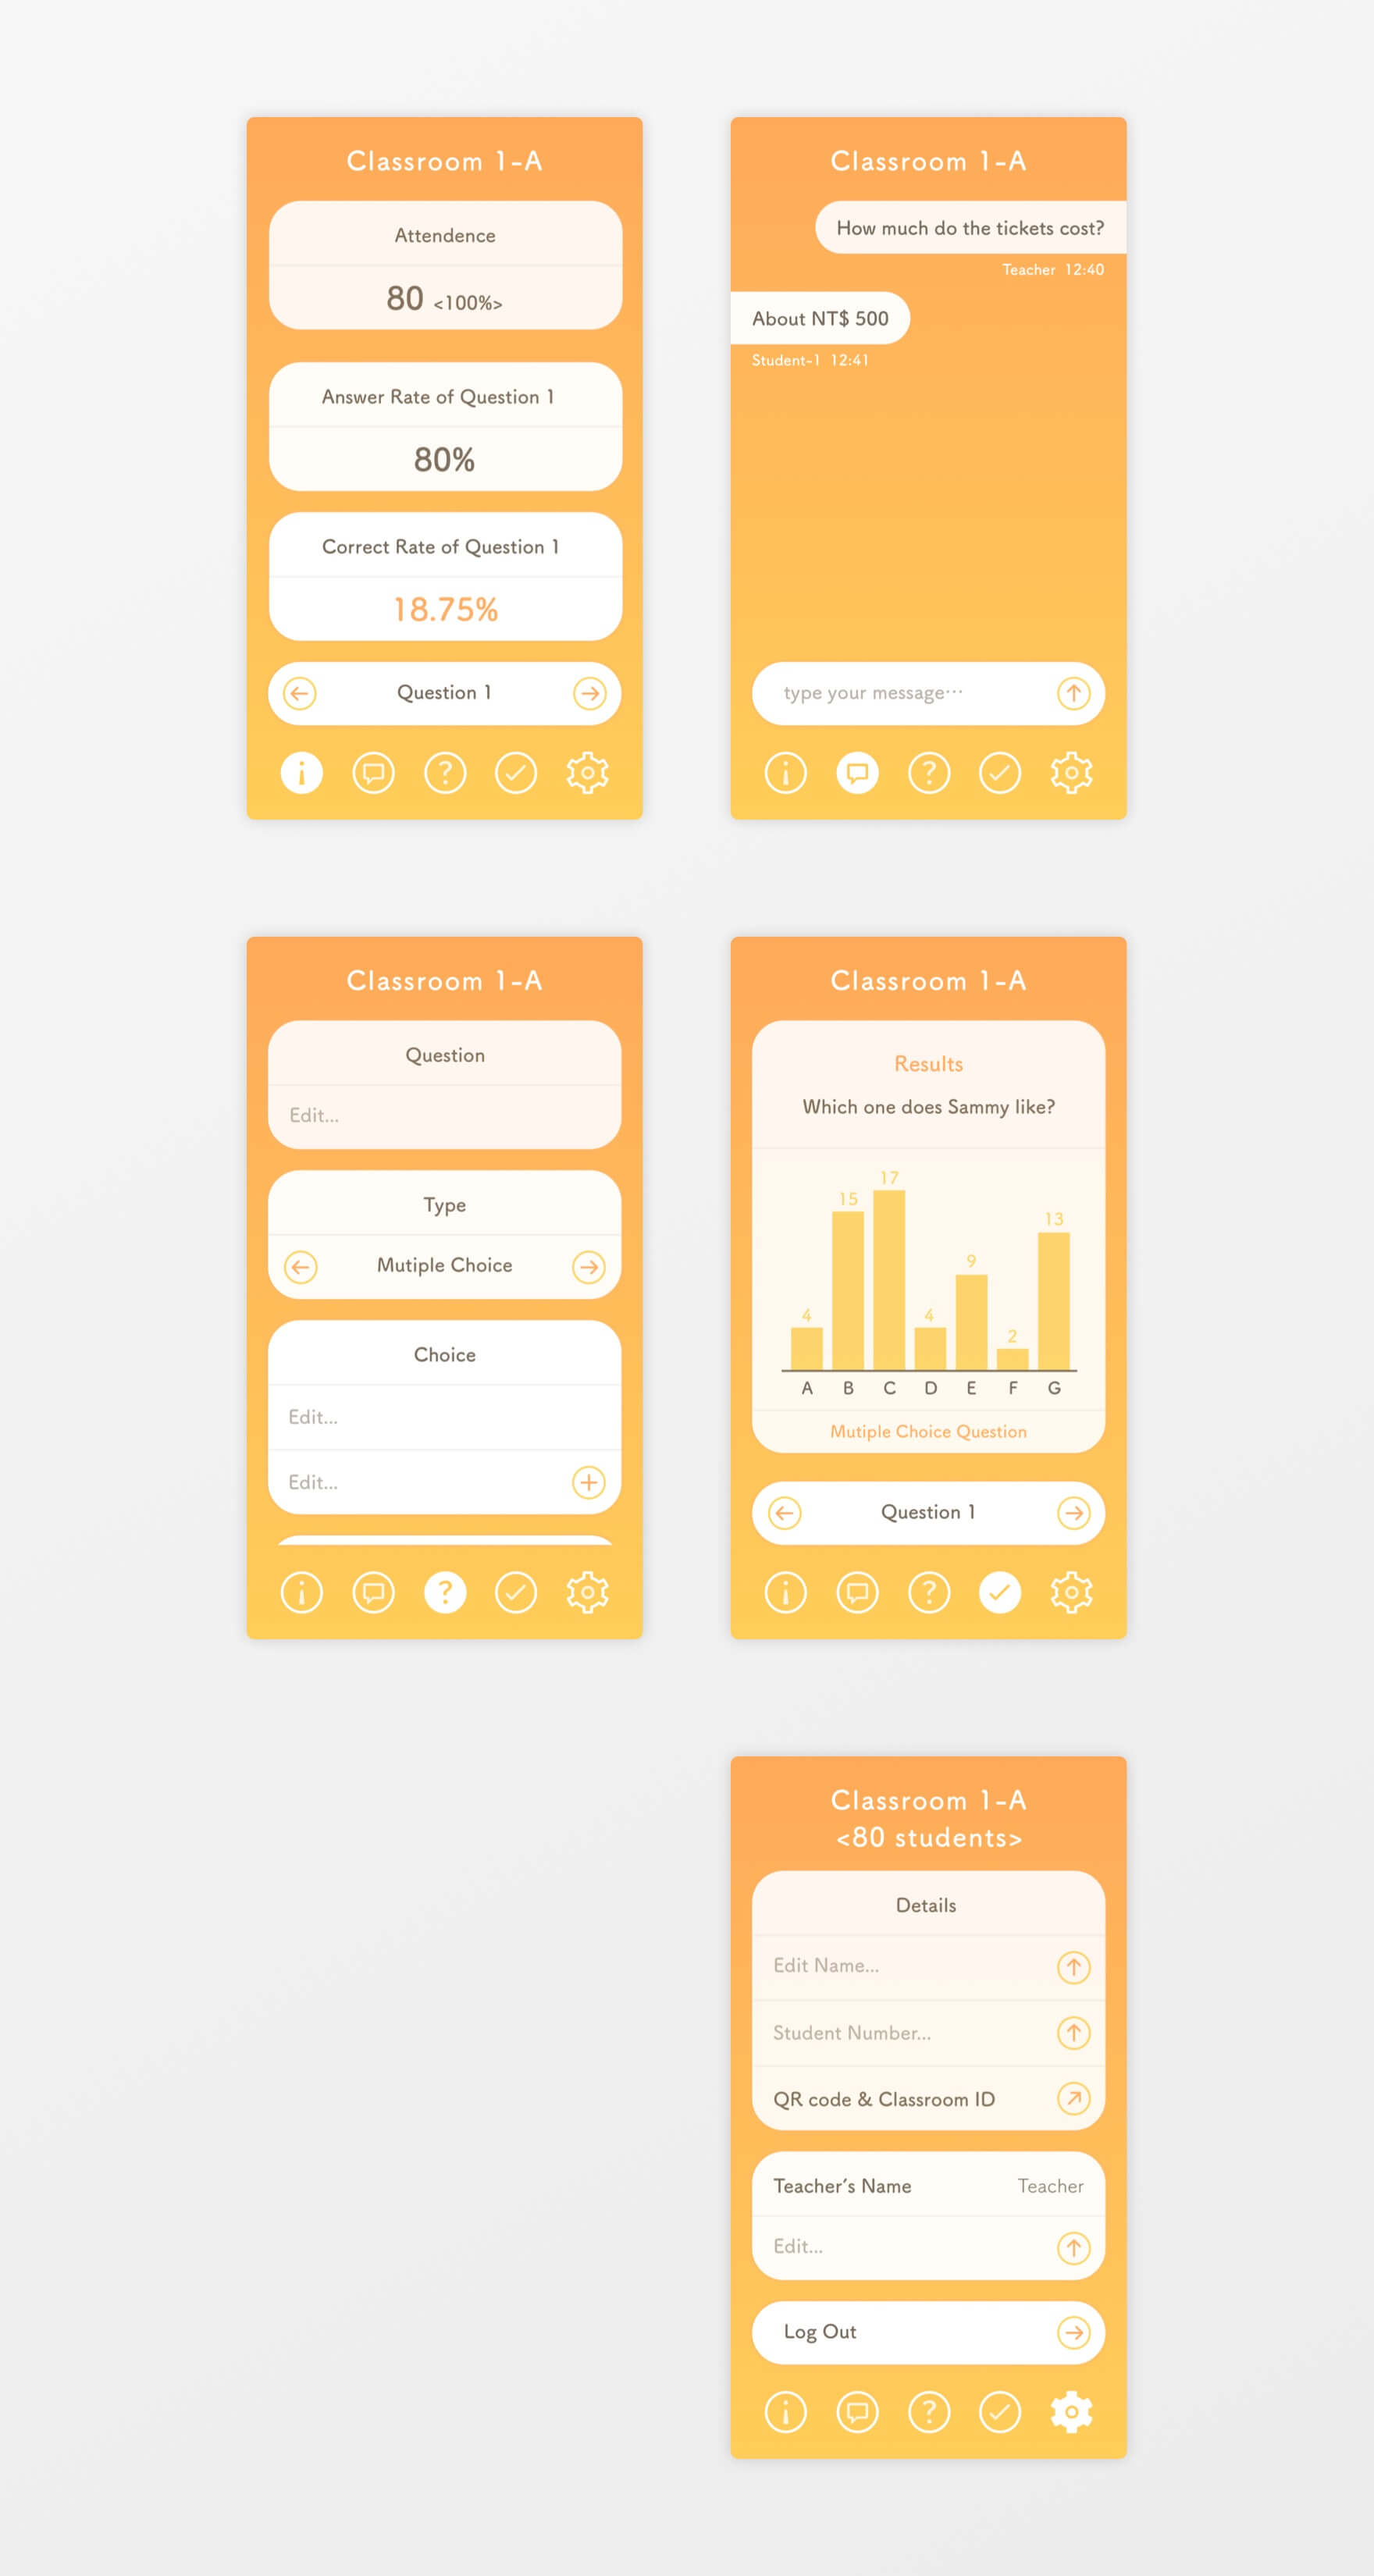 Classroom 1-A
Attendence
80 <100%>
Answer Rate of Question 1
80%
Correct Rate of Question 1
18.75%
Question 1
Classroom 1-A
How much do the tickets cost?
Teacher 12:40
About NT$ 500
Student-1 12:41
type your message…
Classroom 1-A
Question
Edit...
Type
Mutiple Choice
Choice
Edit...
Edit...
Classroom 1-A
Results
Which one does Sammy like?
4 15 17 4 9 2 13
A B C D E F G
Mutiple Choice Question
Question 1
Classroom 1-A
<80 students>
Details
Edit Name...
Student Number...
QR code & Classroom ID
Teacher's Name Teacher
Edit...
Log Out